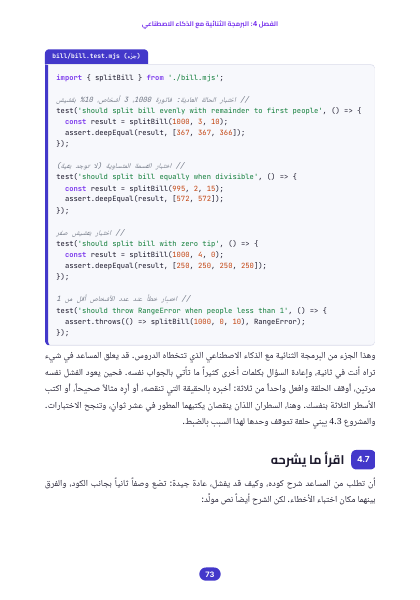 الفصل 4: البرمجة الثنائية مع الذكاء الاصطناعي
bill/bill.test.mjs (جزء)
import { splitBill } from './bill.mjs';
// اختبار الحالة العادية: فاتورة 1000، 3 أشخاص، 10% بقشيش
test('should split bill evenly with remainder to first people', () => {
const result = splitBill(1000, 3, 10);
assert.deepEqual(result, [367, 367, 366]);
});
// اختبار القسمة المتساوية (لا توجد بقية)
test('should split bill equally when divisible', () => {
const result = splitBill(995, 2, 15);
assert.deepEqual(result, [572, 572]);
});
// اختبار بقشيش صفر
test('should split bill with zero tip', () => {
const result = splitBill(1000, 4, 0);
assert.deepEqual(result, [250, 250, 250, 250]);
});
// اختبار خطأ عند عدد الأشخاص أقل من 1
test('should throw RangeError when people less than 1', () => {
assert.throws(() => splitBill(1000, 0, 10), RangeError);
});
وهذا الجزء من البرمجة الثنائية مع الذكاء الاصطناعي الذي تتخطاه الدروس. قد يعلق المساعد في شيء
تراه أنت في ثانية، وإعادة السؤال بكلمات أخرى كثيراً ما تأتي بالجواب نفسه. فحين يعود الفشل نفسه
مرتين، أوقف الحلقة وافعل واحداً من ثلاثة: أخبره بالحقيقة التي تنقصه، أو أره مثالاً صحيحاً، أو اكتب
الأسطر الثلاثة بنفسك. وهنا، السطران اللذان ينقصان يكتبهما المطور في عشر ثوانٍ، وتنجح الاختبارات.
والمشروع 4.3 يبني حلقة تتوقف وحدها لهذا السبب بالضبط.
4.7 اقرأ ما يشرحه
أن تطلب من المساعد شرح كوده، وكيف قد يفشل، عادة جيدة: تضع وصفاً ثانياً بجانب الكود، والفرق
بينهما مكان اختباء الأخطاء. لكن الشرح أيضاً نص مولَّد:
73